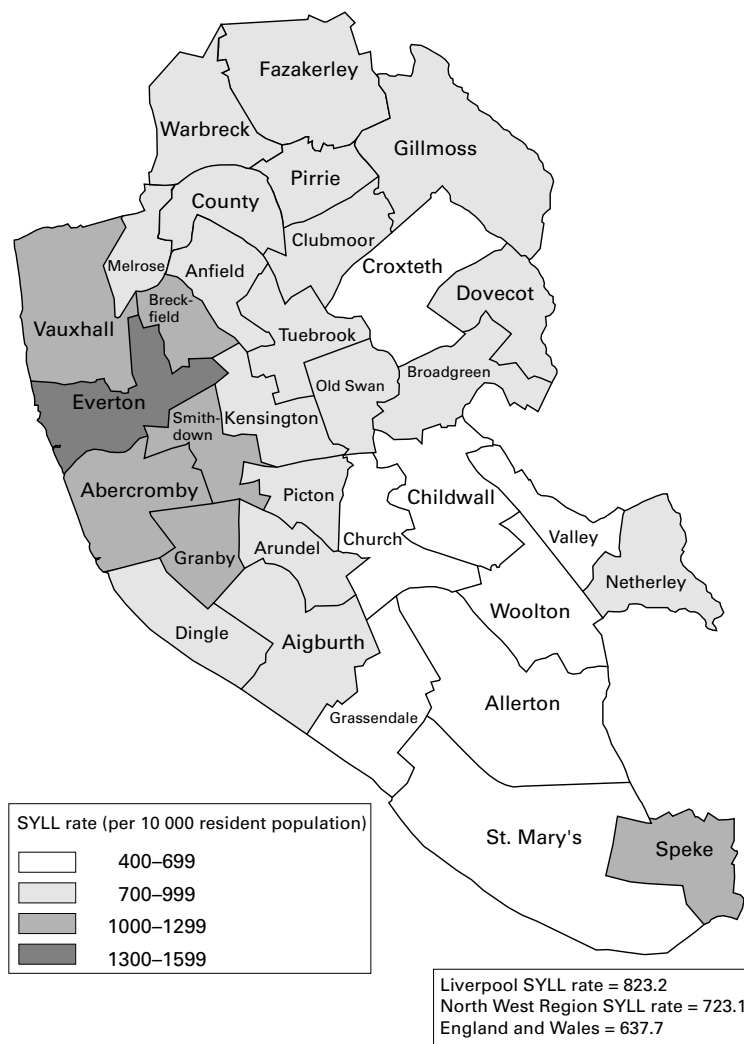 Fazakerley
Warbreck
Gillmoss
Pirrie
County
Clubmoor
Melrose
Anfield
Croxteth
Dovecot
Breck-
field
Vauxhall
Tuebrook
Broadgreen
Old Swan
Everton
Smith-
down
Kensington
Abercromby
Picton
Childwall
Church
Valley
Granby
Arundel
Netherley
Woolton
Dingle
Aigburth
Allerton
Grassendale
St. Mary's
Speke
SYLL rate (per 10 000 resident population)
400–699
700–999
1000–1299
1300–1599
Liverpool SYLL rate = 823.2
North West Region SYLL rate = 723.1
England and Wales = 637.7